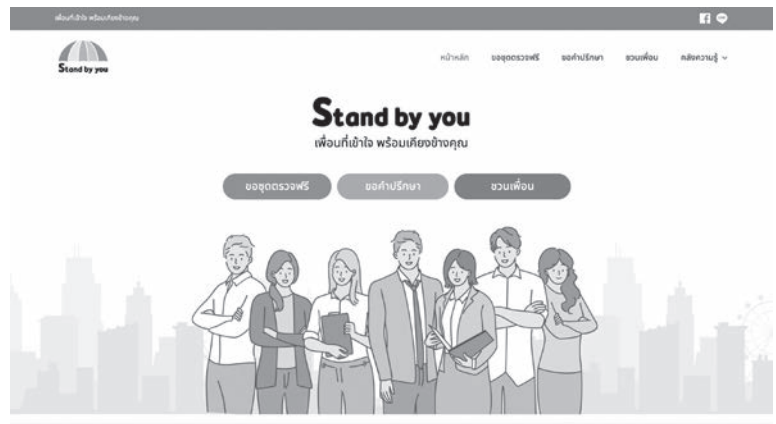 เพื่อนที่เข้าใจ พร้อมเคียงข้างคุณ
Stand by you
หน้าหลัก ขอชุดตรวจฟรี ขอคำปรึกษา ชวนเพื่อน คลังความรู้
Stand by you
เพื่อนที่เข้าใจ พร้อมเคียงข้างคุณ
ขอชุดตรวจฟรี ขอคำปรึกษา ชวนเพื่อน